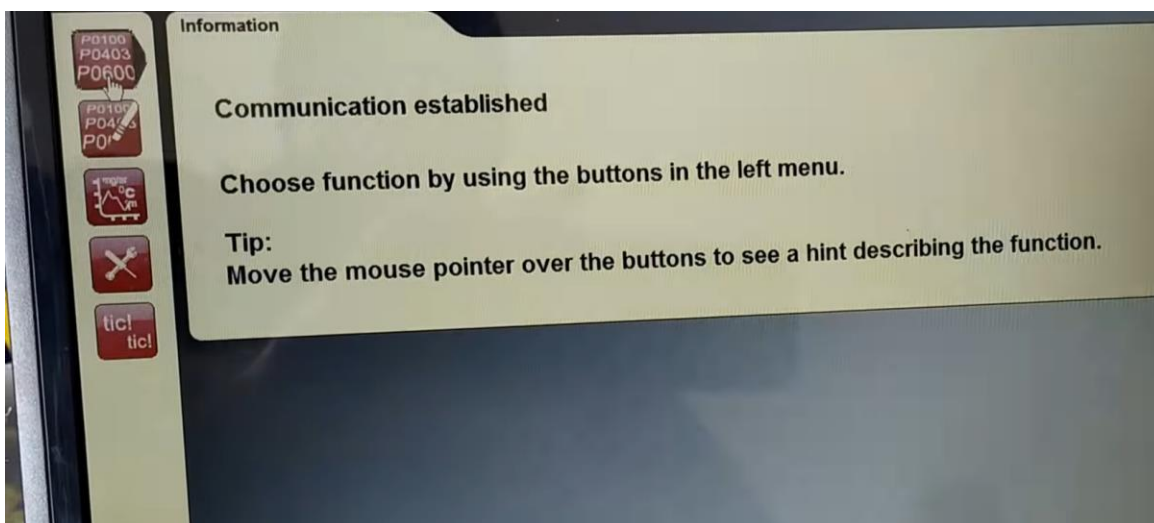 Information
P0100
P0403
P0600
Communication established
P0100
Choose function by using the buttons in the left menu.
°C
Tip:
Move the mouse pointer over the buttons to see a hint describing the function.
tic!
tic!